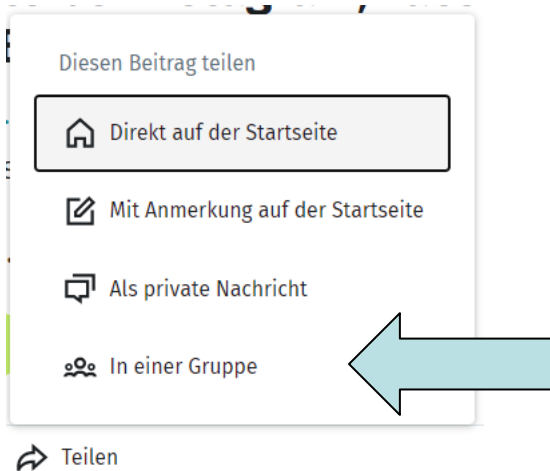 Diesen Beitrag teilen
Direkt auf der Startseite
Mit Anmerkung auf der Startseite
Als private Nachricht
In einer Gruppe
Teilen